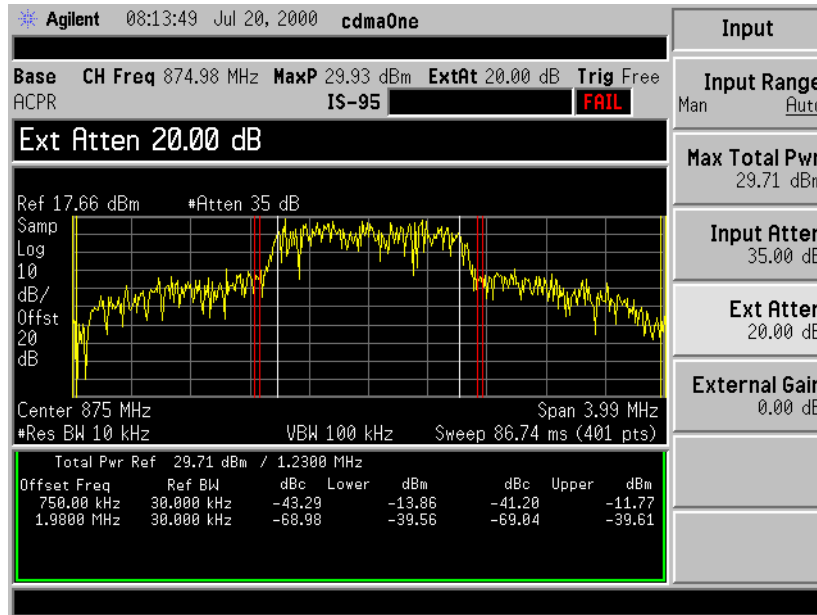 Agilent 08:13:49 Jul 20, 2000 cdmaOne
Base CH Freq 874.98 MHz MaxP 29.93 dBm ExtAt 20.00 dB Trig Free
ACPR IS-95 FAIL
Ext Atten 20.00 dB
Ref 17.66 dBm #Atten 35 dB
Samp
Log
10
dB/
Offst
20
dB
Center 875 MHz Span 3.99 MHz
#Res BW 10 kHz VBW 100 kHz Sweep 86.74 ms (401 pts)
Total Pwr Ref 29.71 dBm / 1.2300 MHz
Offset Freq Ref BW dBc Lower dBm dBc Upper dBm
750.00 kHz 30.000 kHz -43.29 -13.86 -41.20 -11.77
1.9800 MHz 30.000 kHz -68.98 -39.56 -69.04 -39.61
Input
Input Range
Man Auto
Max Total Pwr
29.71 dBm
Input Atten
35.00 dB
Ext Atten
20.00 dB
External Gain
0.00 dB